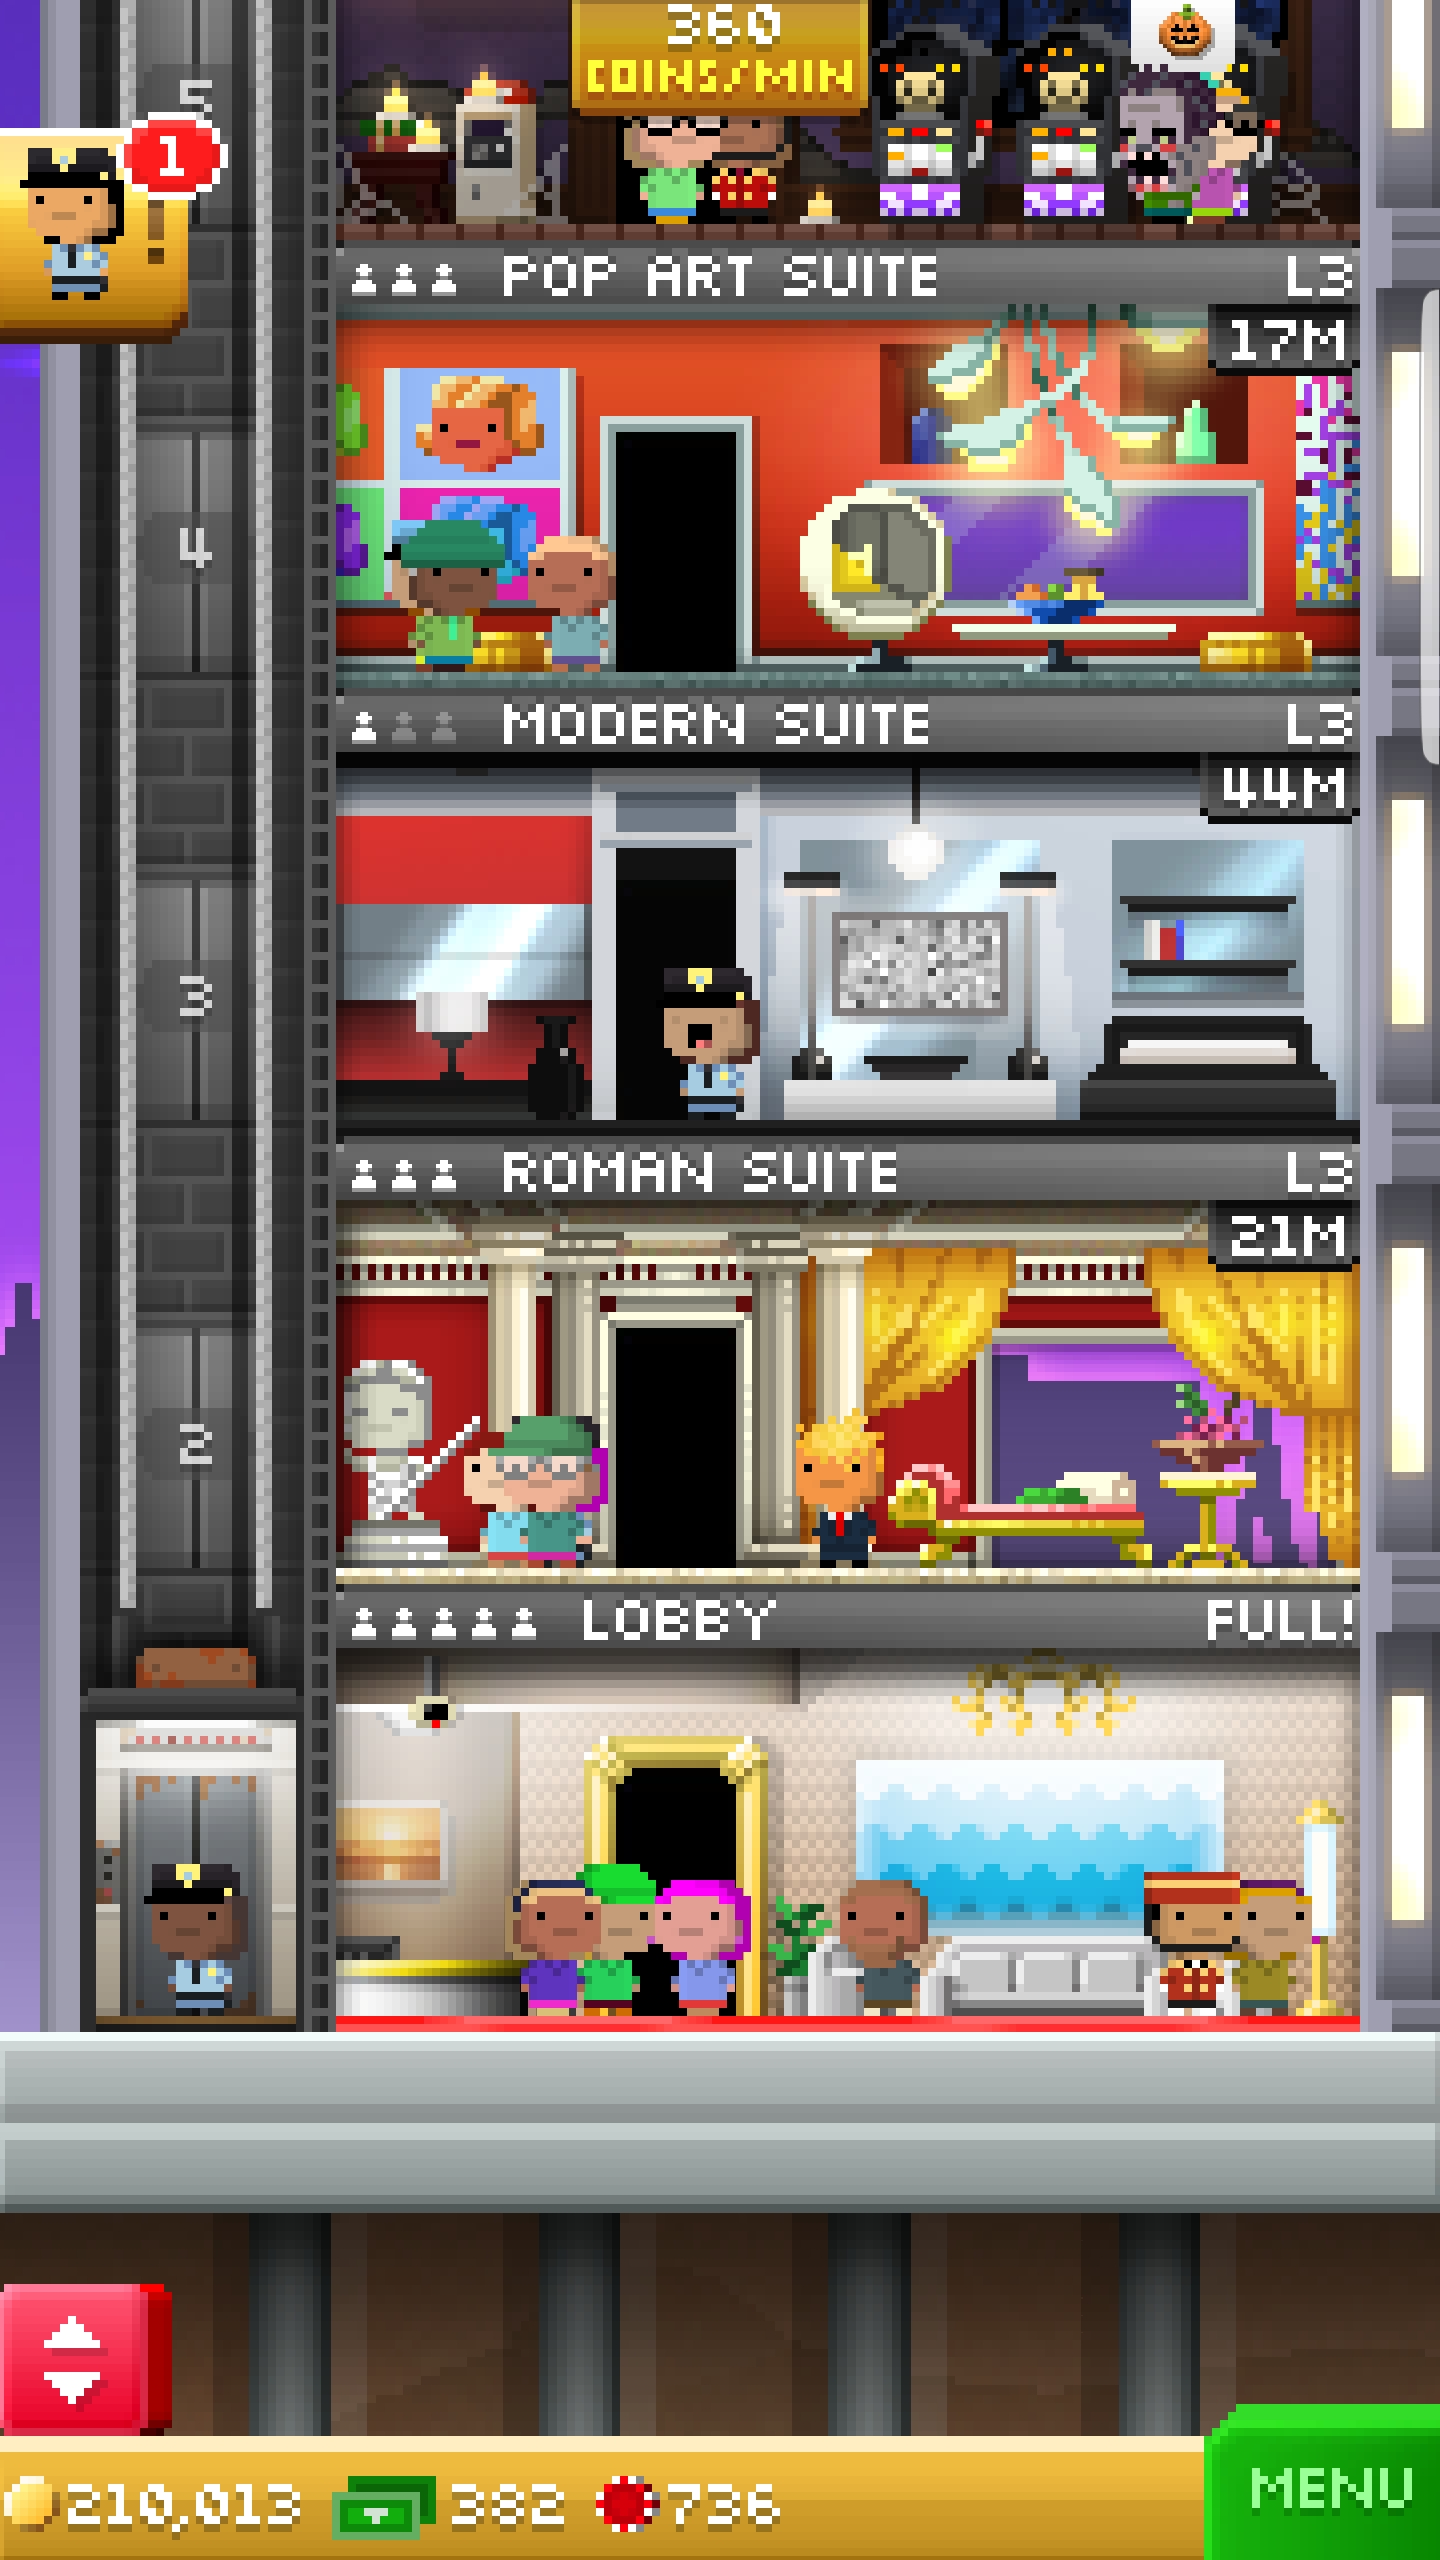 360
COINS/MIN
5
1
!
POP ART SUITE L3
17M
4
MODERN SUITE L3
44M
3
ROMAN SUITE L3
21M
2
LOBBY FULL!
MENU
210,013 382 736